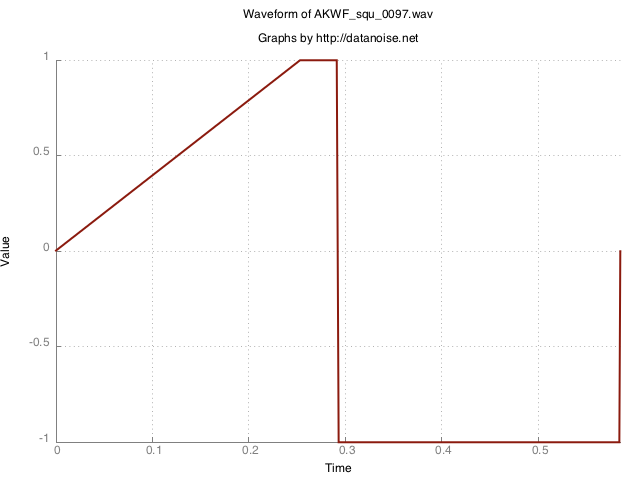 Waveform of AKWF_squ_0097.wav
Graphs by http://datanoise.net
1
0.5
0
-0.5
-1
Value
0 0.1 0.2 0.3 0.4 0.5
Time